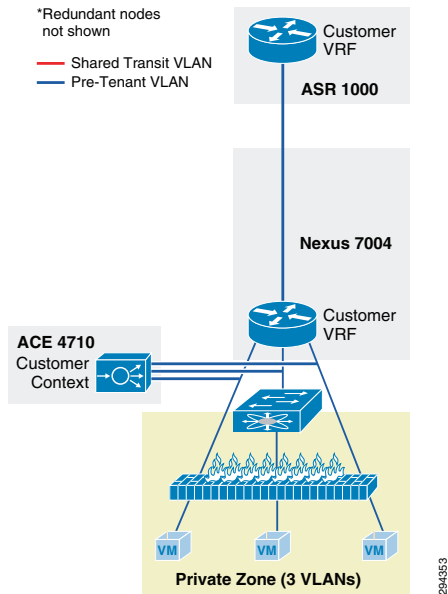 *Redundant nodes
not shown
Shared Transit VLAN
Pre-Tenant VLAN
Customer
VRF
ASR 1000
Nexus 7004
Customer
VRF
ACE 4710
Customer
Context
VM
VM
VM
Private Zone (3 VLANs)
294353